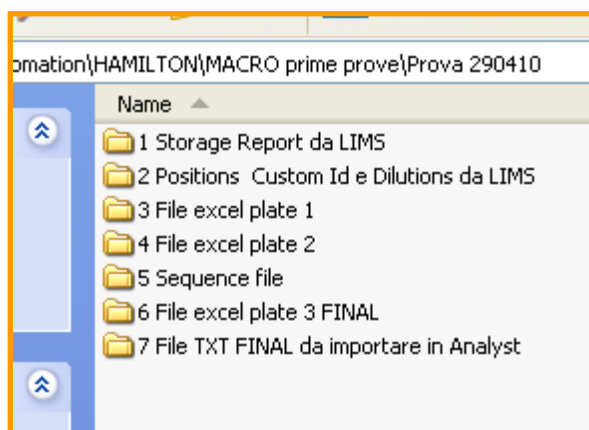 omation\HAMILTON\MACRO prime prove\Prova 290410
Name
1 Storage Report da LIMS
2 Positions  Custom Id e Dilutions da LIMS
3 File excel plate 1
4 File excel plate 2
5 Sequence file
6 File excel plate 3 FINAL
7 File TXT FINAL da importare in Analyst